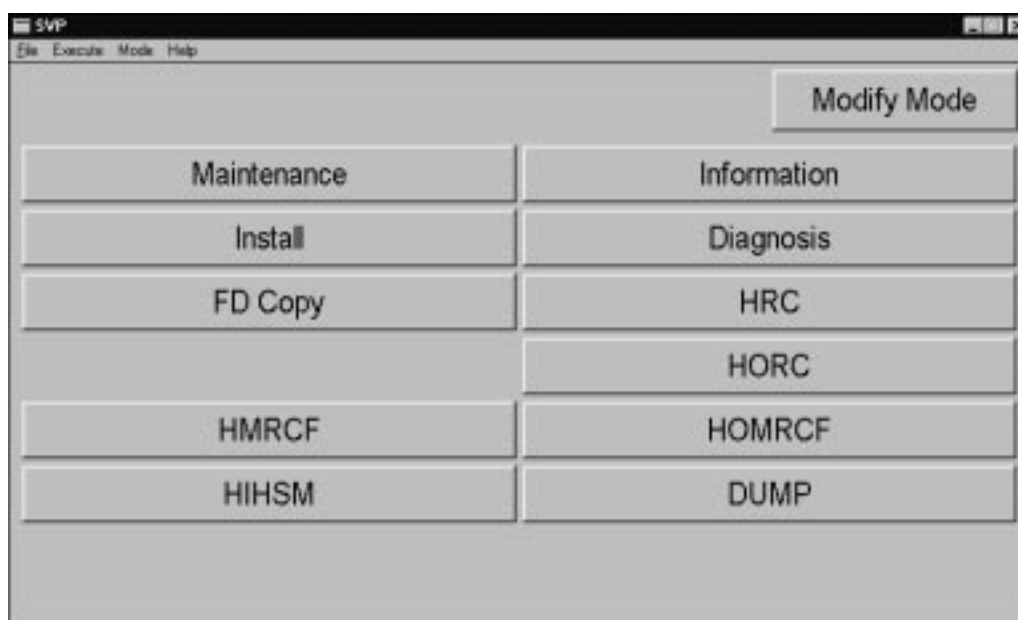 SVP
File Execute Mode Help
Modify Mode
Maintenance Information
Install Diagnosis
FD Copy HRC
HORC
HMRCF HOMRCF
HIHSM DUMP